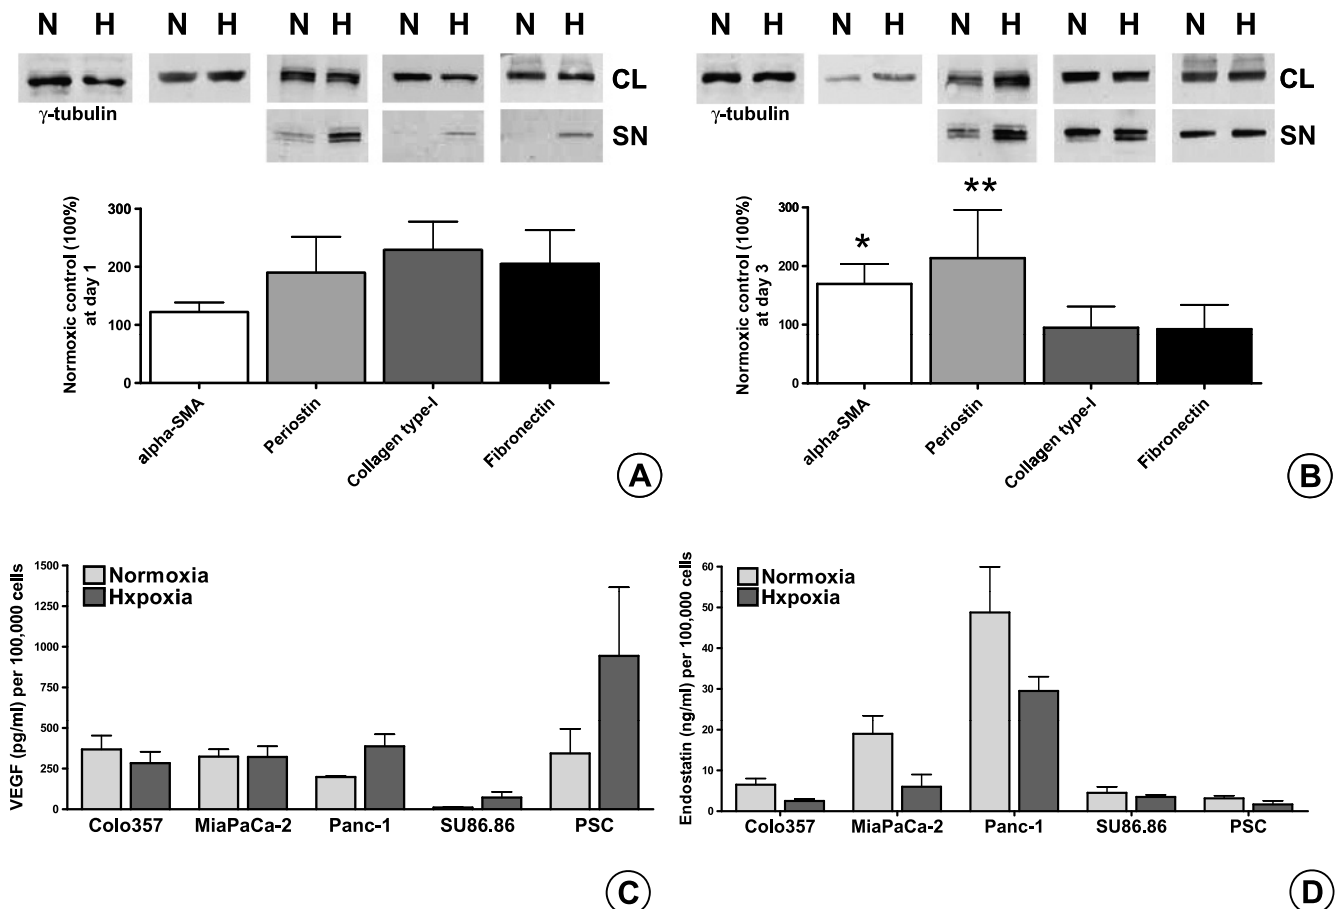 N H N H N H N H N H
CL
γ-tubulin
SN
Normoxic control (100%)
at day 1
300
200
100
0
alpha-SMA
Periostin
Collagen type-I
Fibronectin
A
N H N H N H N H N H
CL
γ-tubulin
SN
Normoxic control (100%)
at day 3
300
200
100
0
*
**
alpha-SMA
Periostin
Collagen type-I
Fibronectin
B
VEGF (pg/ml) per 100,000 cells
1500
1250
1000
750
500
250
0
Normoxia
Hxpoxia
Colo357 MiaPaCa-2 Panc-1 SU86.86 PSC
C
Endostatin (ng/ml) per 100,000 cells
60
50
40
30
20
10
0
Normoxia
Hxpoxia
Colo357 MiaPaCa-2 Panc-1 SU86.86 PSC
D